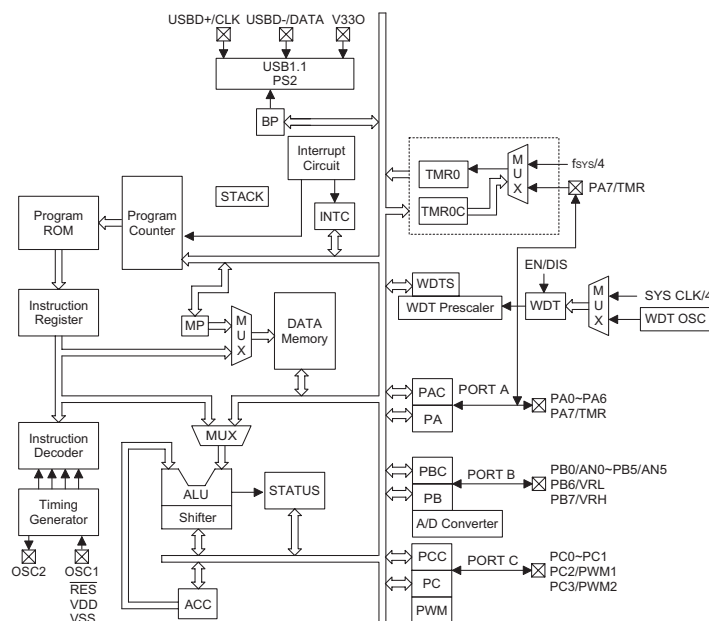 USBD+/CLK
USBD-/DATA
V33O
USB1.1
PS2
BP
Interrupt
Circuit
STACK
INTC
Program
ROM
Program
Counter
Instruction
Register
MP
MUX
DATA
Memory
MUX
Instruction
Decoder
ALU
Shifter
STATUS
Timing
Generator
ACC
OSC2
OSC1
RES
VDD
VSS
TMR0
TMR0C
MUX
fSYS/4
PA7/TMR
EN/DIS
WDTS
WDT Prescaler
WDT
MUX
SYS CLK/4
WDT OSC
PAC
PA
PORT A
PA0~PA6
PA7/TMR
PBC
PB
PORT B
A/D Converter
PB0/AN0~PB5/AN5
PB6/VRL
PB7/VRH
PCC
PC
PWM
PORT C
PC0~PC1
PC2/PWM1
PC3/PWM2